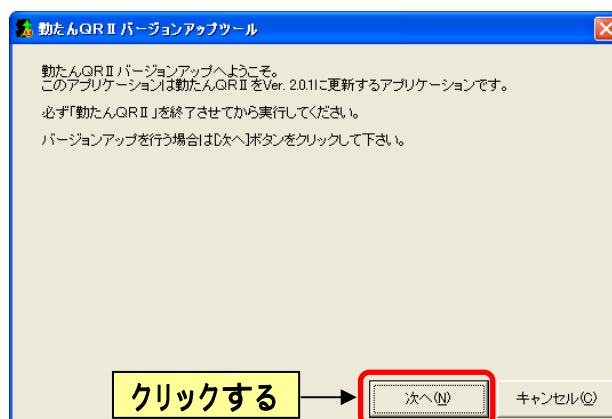 勤たんQRⅡ バージョンアップツール
勤たんQRⅡバージョンアップへようこそ。
このアプリケーションは勤たんQRⅡをVer. 2.0.1に更新するアプリケーションです。
必ず「勤たんQRⅡ」を終了させてから実行してください。
バージョンアップを行う場合は[次へ]ボタンをクリックして下さい。
クリックする
次へ(N)
キャンセル(C)